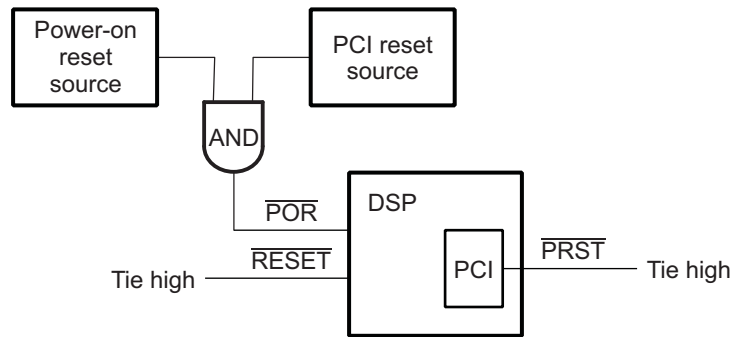 Power-on
reset
source
PCI reset
source
AND
POR
DSP
RESET
Tie high
PCI
PRST
Tie high